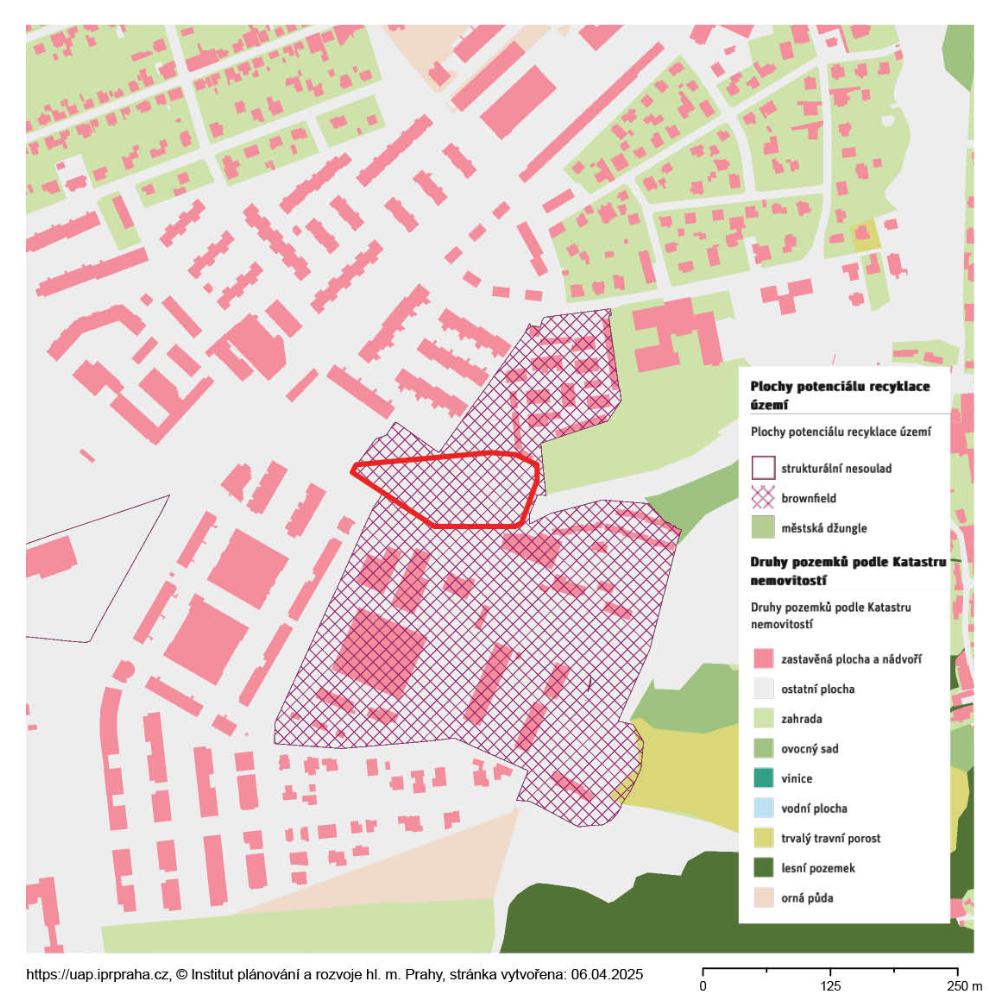 Plochy potenciálu recyklace
území
Plochy potenciálu recyklace území
strukturální nesoulad
brownfield
městská džungle
Druhy pozemků podle Katastru
nemovitostí
Druhy pozemků podle Katastru
nemovitostí
zastavěná plocha a nádvoří
ostatní plocha
zahrada
ovocný sad
vinice
vodní plocha
trvalý travní porost
lesní pozemek
orná půda
https://uap.iprpraha.cz, © Institut plánování a rozvoje hl. m. Prahy, stránka vytvořena: 06.04.2025
0 125 250 m